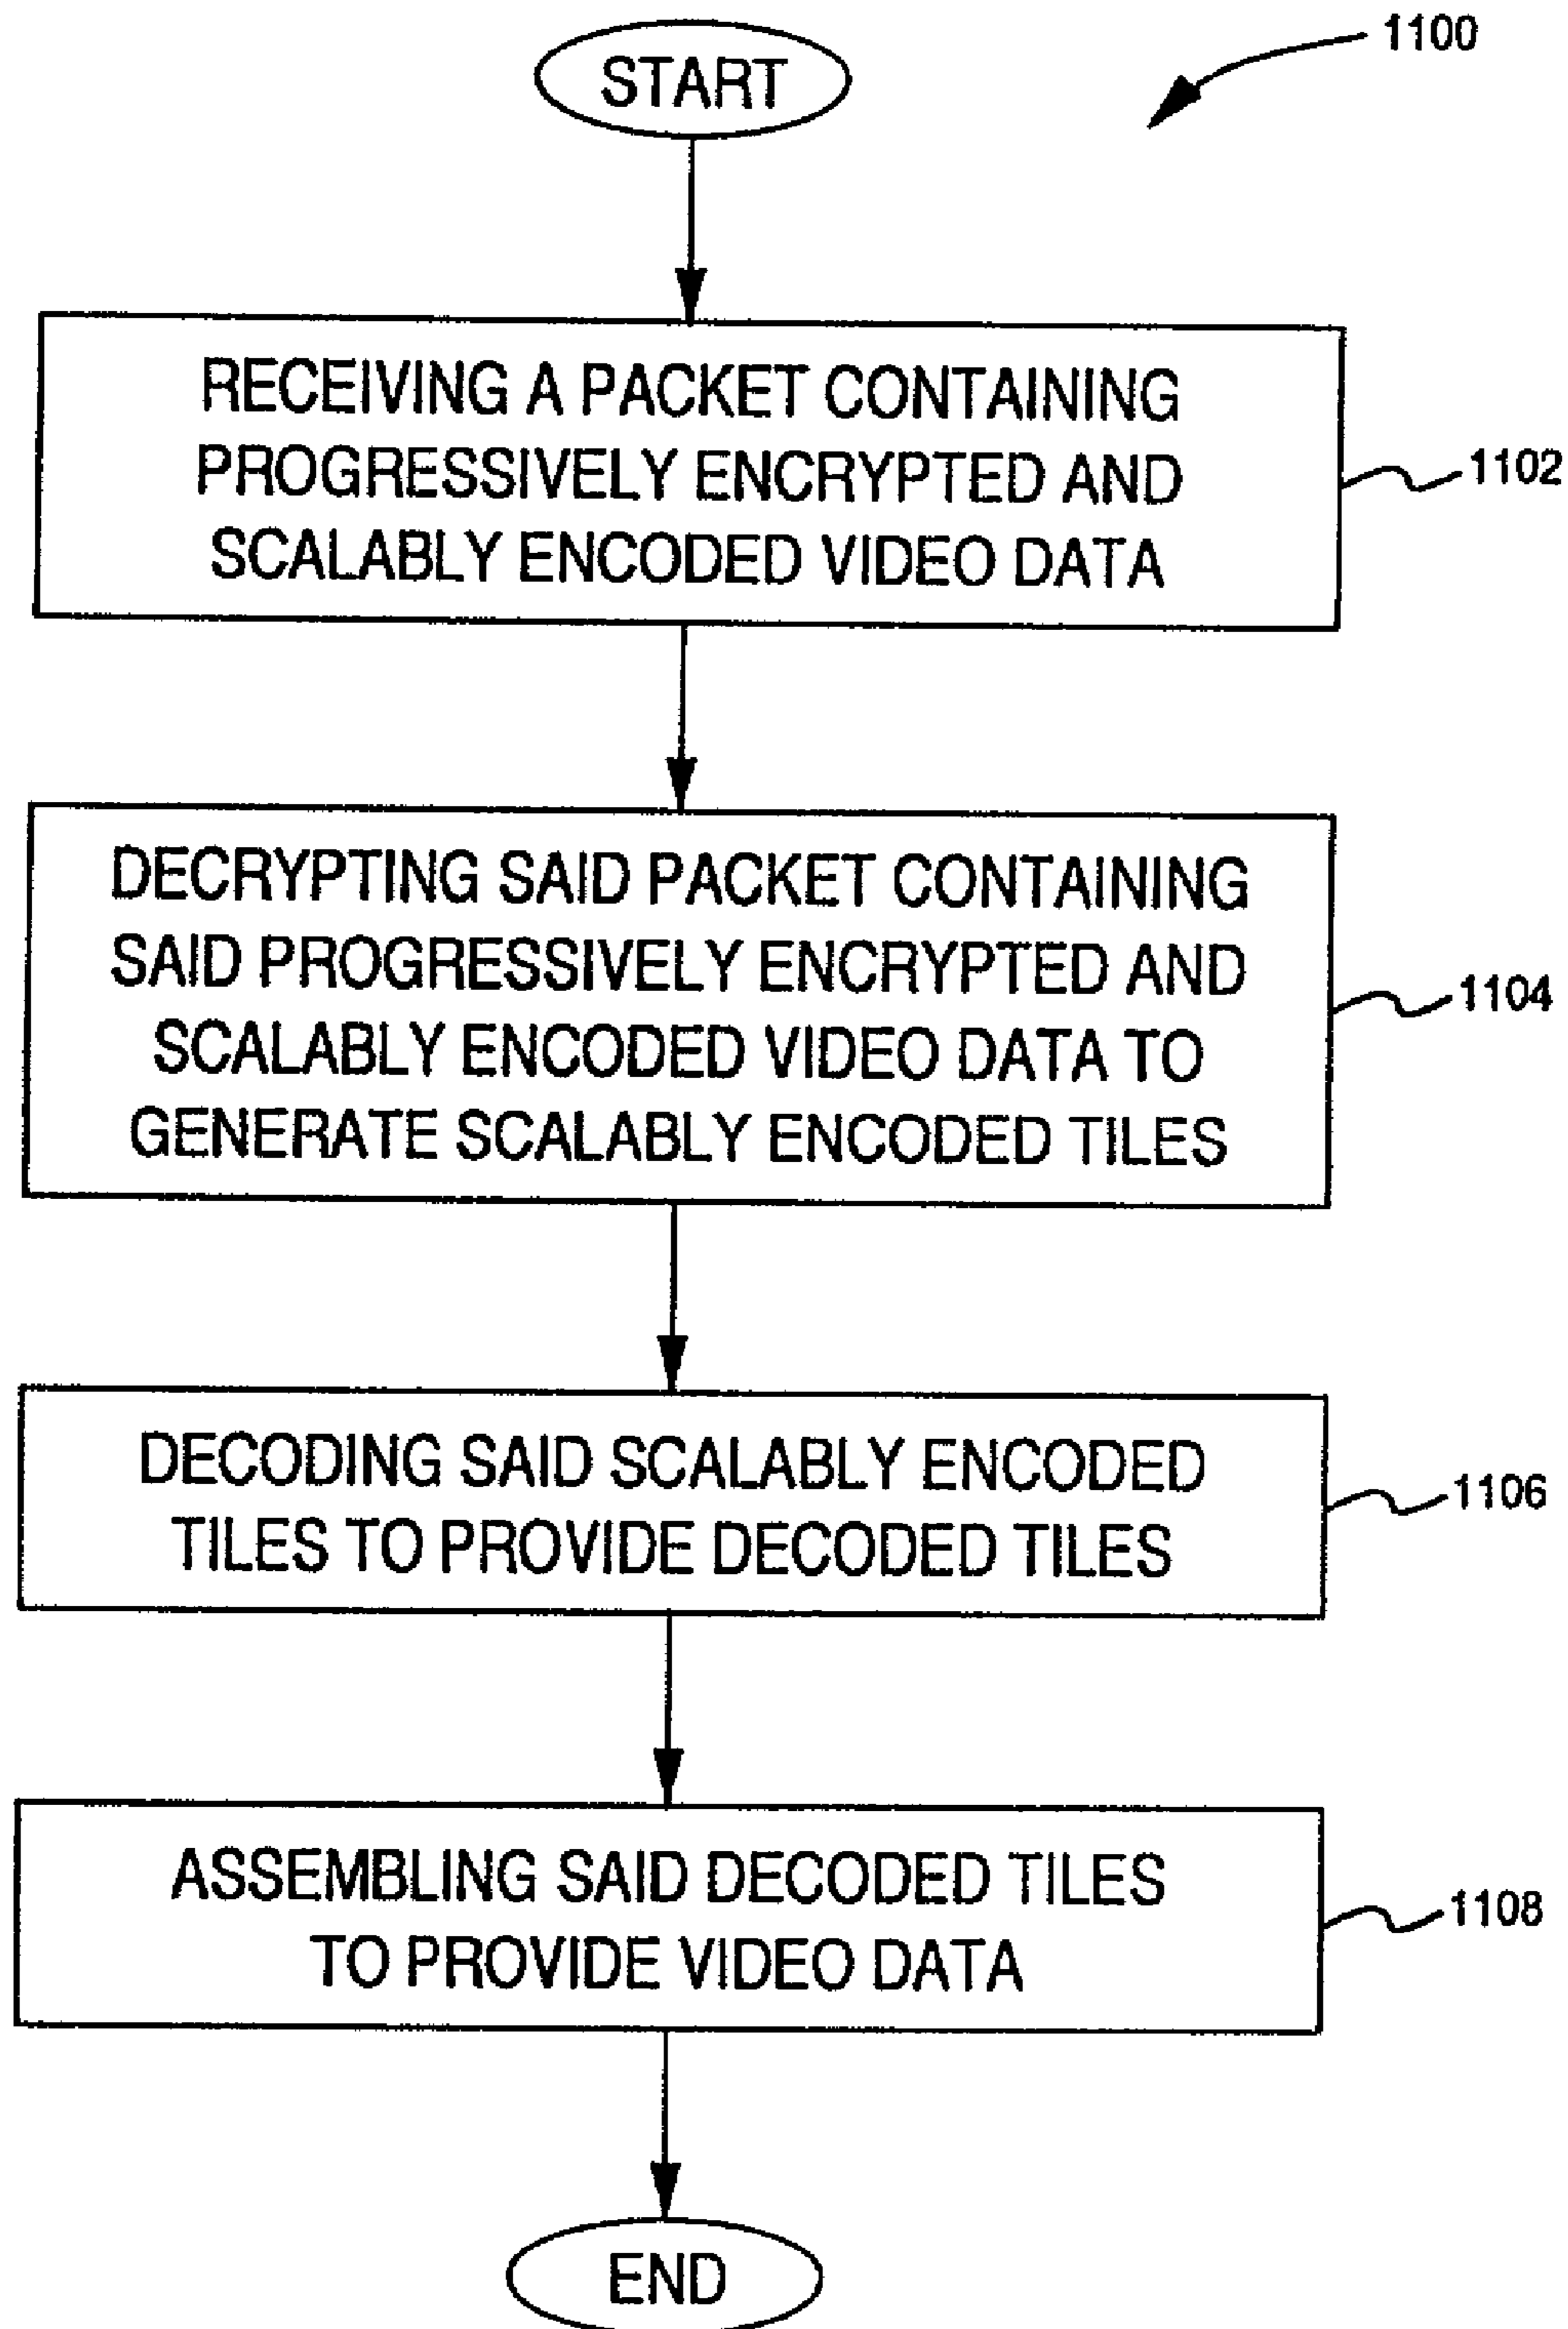 1100
START
RECEIVING A PACKET CONTAINING
PROGRESSIVELY ENCRYPTED AND
SCALABLY ENCODED VIDEO DATA
1102
DECRYPTING SAID PACKET CONTAINING
SAID PROGRESSIVELY ENCRYPTED AND
SCALABLY ENCODED VIDEO DATA TO
GENERATE SCALABLY ENCODED TILES
1104
DECODING SAID SCALABLY ENCODED
TILES TO PROVIDE DECODED TILES
1106
ASSEMBLING SAID DECODED TILES
TO PROVIDE VIDEO DATA
1108
END